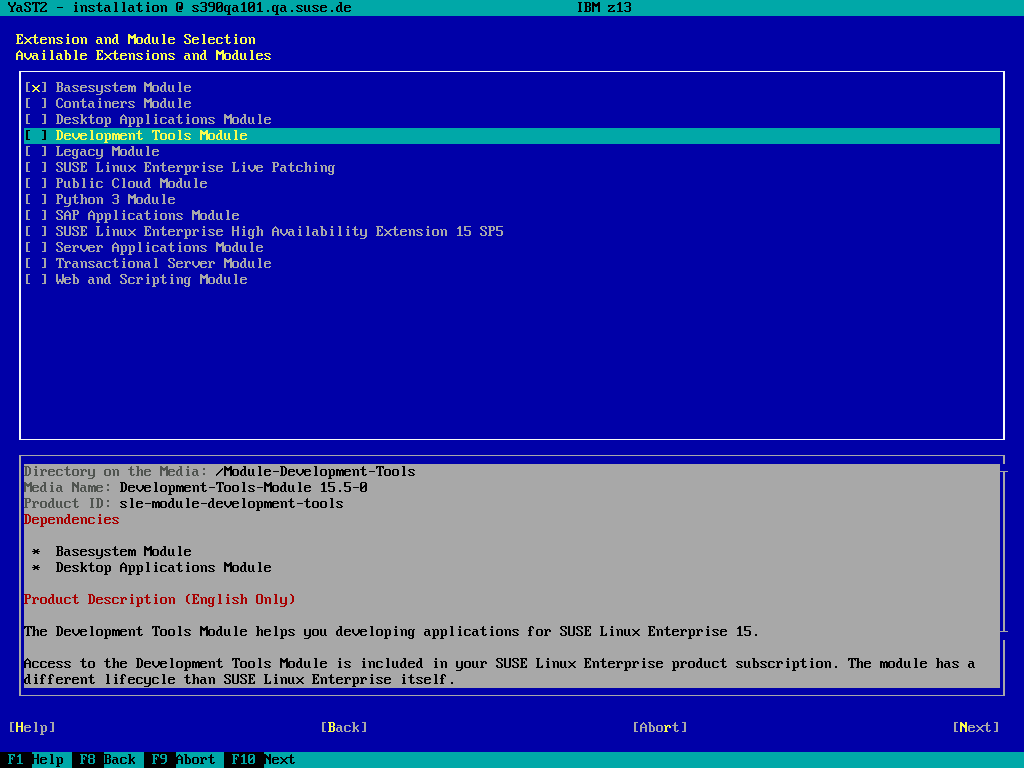 YaST2 - installation @ s390qa101.qa.suse.de IBM z13
Extension and Module Selection
Available Extensions and Modules
[x] Basesystem Module
[ ] Containers Module
[ ] Desktop Applications Module
[ ] Development Tools Module
[ ] Legacy Module
[ ] SUSE Linux Enterprise Live Patching
[ ] Public Cloud Module
[ ] Python 3 Module
[ ] SAP Applications Module
[ ] SUSE Linux Enterprise High Availability Extension 15 SP5
[ ] Server Applications Module
[ ] Transactional Server Module
[ ] Web and Scripting Module
Directory on the Media: /Module-Development-Tools
Media Name: Development-Tools-Module 15.5-0
Product ID: sle-module-development-tools
Dependencies
* Basesystem Module
* Desktop Applications Module
Product Description (English Only)
The Development Tools Module helps you developing applications for SUSE Linux Enterprise 15.
Access to the Development Tools Module is included in your SUSE Linux Enterprise product subscription. The module has a
different lifecycle than SUSE Linux Enterprise itself.
[Help] [Back] [Abort] [Next]
F1 Help F8 Back F9 Abort F10 Next